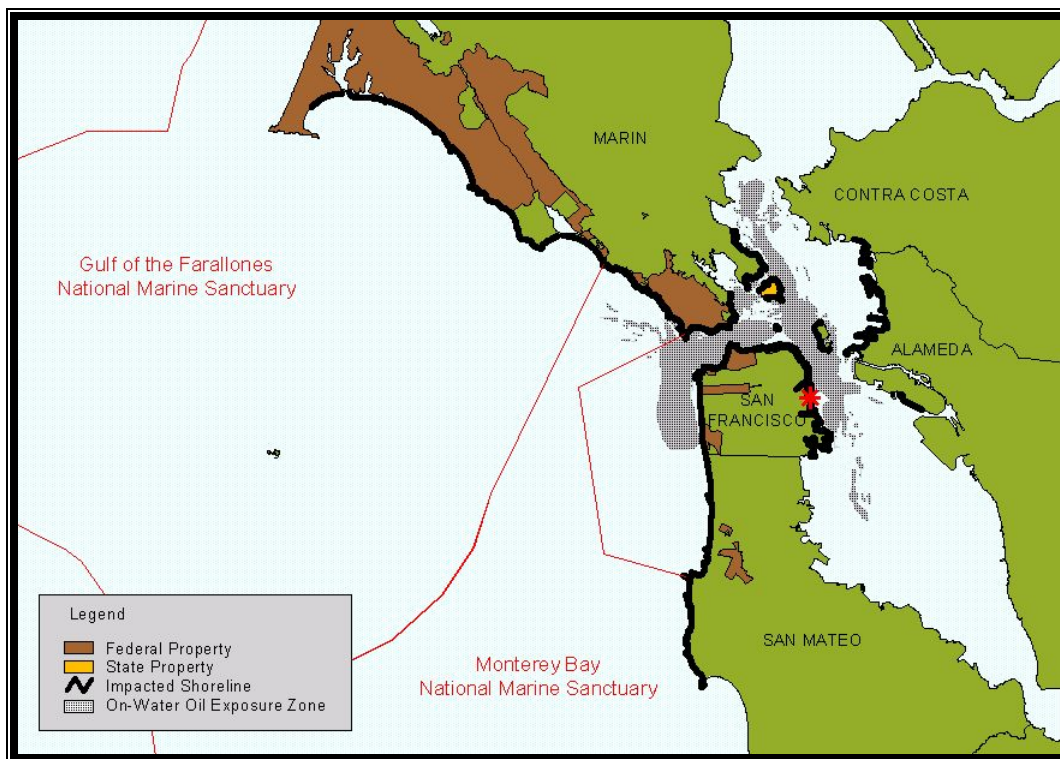 MARIN
CONTRA COSTA
Gulf of the Farallones
National Marine Sanctuary
ALAMEDA
SAN
FRANCISCO
Legend
Federal Property
State Property
Impacted Shoreline
On-Water Oil Exposure Zone
SAN MATEO
Monterey Bay
National Marine Sanctuary